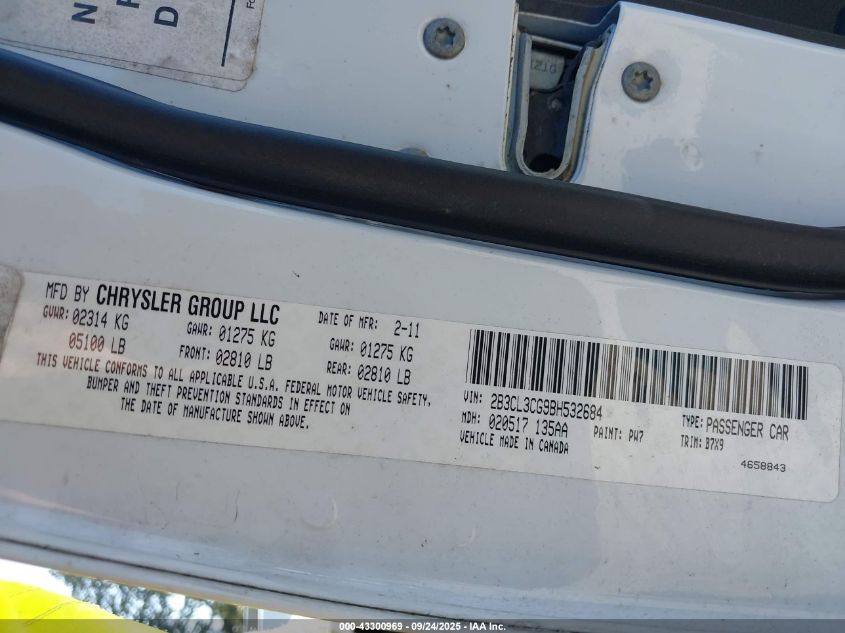 N
D
Fo
MFD BY CHRYSLER GROUP LLC
GVWR: 02314 KG GAWR: 01275 KG DATE OF MFR: 2-11
05100 LB FRONT: 02810 LB GAWR: 01275 KG
REAR: 02810 LB
THIS VEHICLE CONFORMS TO ALL APPLICABLE U.S.A. FEDERAL MOTOR VEHICLE SAFETY,
BUMPER AND THEFT PREVENTION STANDARDS IN EFFECT ON
THE DATE OF MANUFACTURE SHOWN ABOVE.
VIN: 2B3CL3CG9BH532684 TYPE: PASSENGER CAR
MDH: 020517 135AA PAINT: PW7 TRIM: B7X9
VEHICLE MADE IN CANADA
4658843
000-43300969 - 09/24/2025 - IAA Inc.